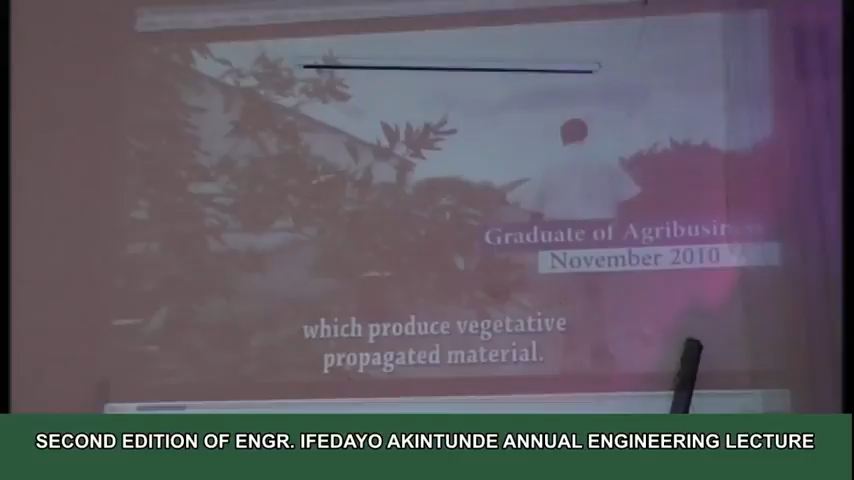 Graduate of Agribusiness
November 2010
which produce vegetative
propagated material.
SECOND EDITION OF ENGR. IFEDAYO AKINTUNDE ANNUAL ENGINEERING LECTURE